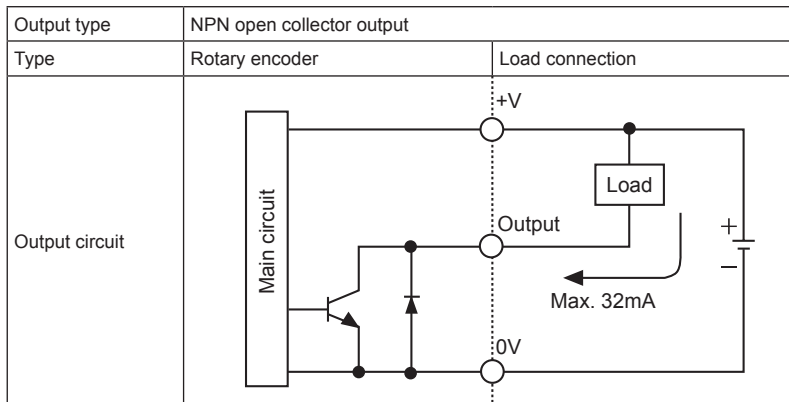 Output type NPN open collector output
Type Rotary encoder Load connection
Output circuit
Main circuit
+V
Load
Output
+
−
Max. 32mA
0V